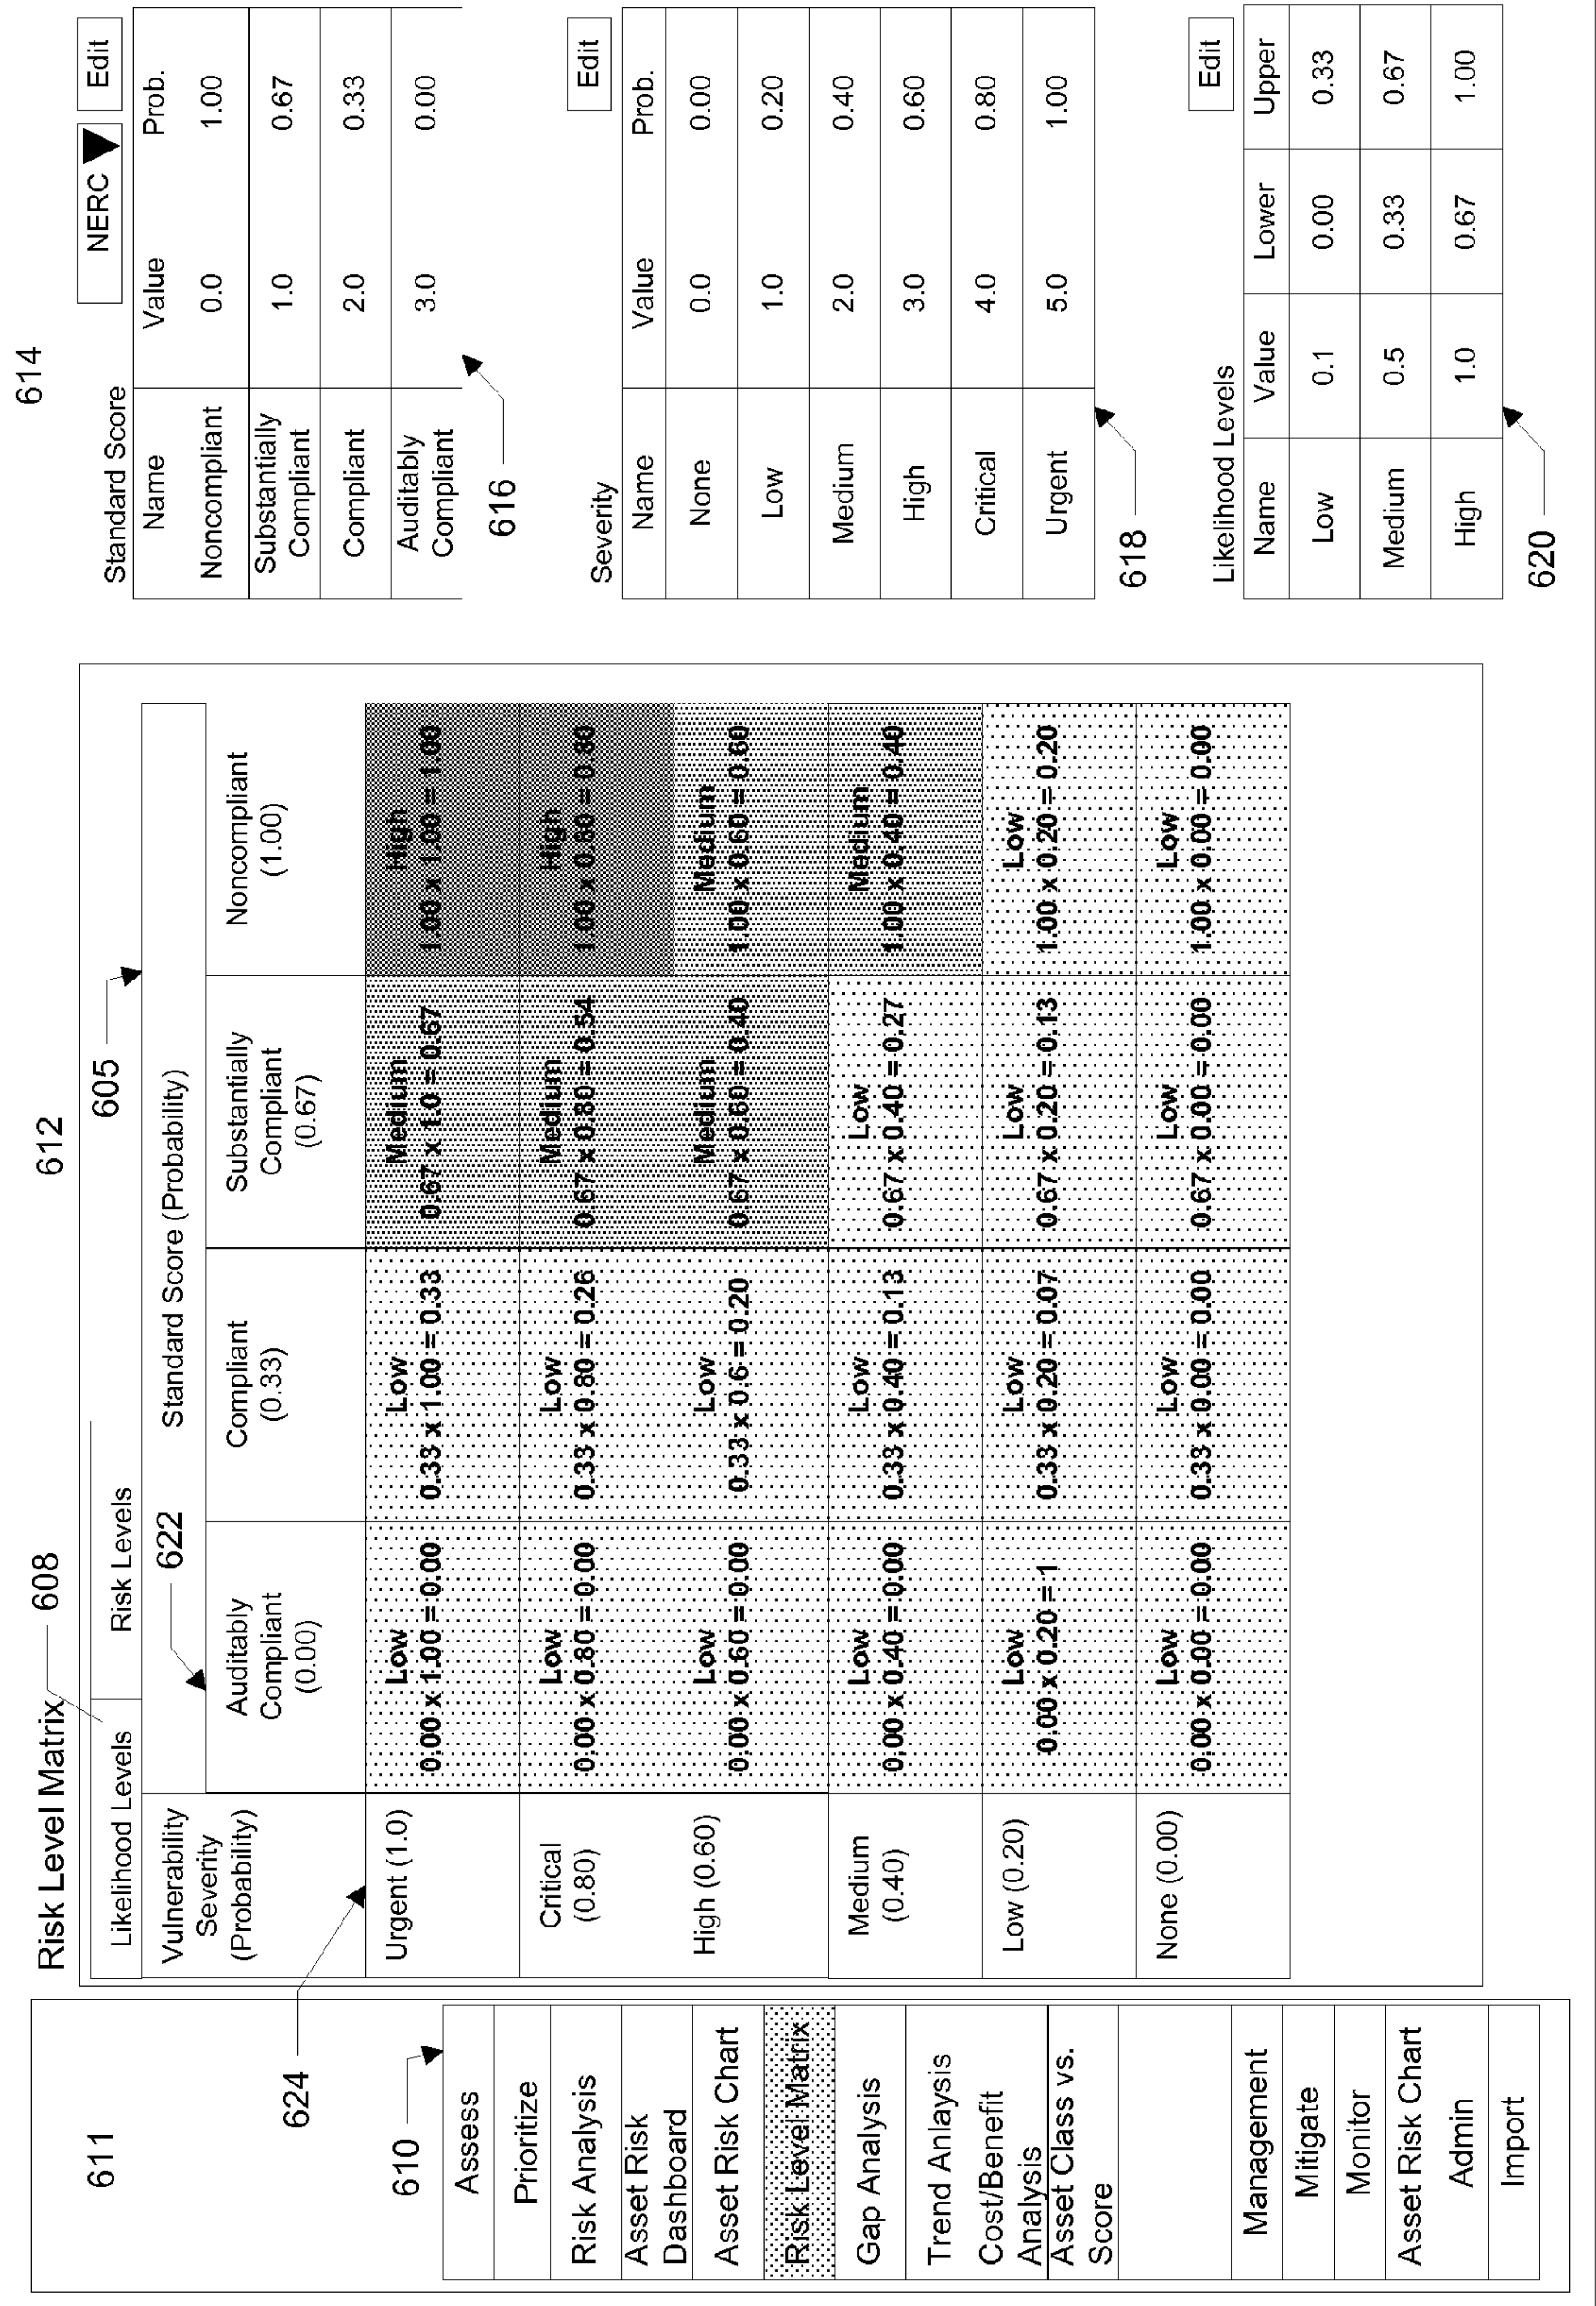 611
610
Assess
Prioritize
Risk Analysis
Asset Risk
Dashboard
Asset Risk Chart
Risk Level Matrix
Gap Analysis
Trend Anlaysis
Cost/Benefit
Analysis
Asset Class vs.
Score
Management
Mitigate
Monitor
Asset Risk Chart
Admin
Import
624
Risk Level Matrix
608
612
605
Likelihood Levels
Risk Levels
622
Vulnerability
Severity
(Probability)
Standard Score (Probability)
Auditably
Compliant
(0.00)
Compliant
(0.33)
Substantially
Compliant
(0.67)
Noncompliant
(1.00)
Urgent (1.0)
Low
0.00 x 1.00 = 0.00
Low
0.33 x 1.00 = 0.33
Medium
0.67 x 1.0 = 0.67
High
1.00 x 1.00 = 1.00
Critical
(0.80)
Low
0.00 x 0.80 = 0.00
Low
0.33 x 0.80 = 0.26
Medium
0.67 x 0.80 = 0.54
High
1.00 x 0.80 = 0.80
High (0.60)
Low
0.00 x 0.60 = 0.00
Low
0.33 x 0.6 = 0.20
Medium
0.67 x 0.60 = 0.40
Medium
1.00 x 0.60 = 0.60
Medium
(0.40)
Low
0.00 x 0.40 = 0.00
Low
0.33 x 0.40 = 0.13
Low
0.67 x 0.40 = 0.27
Medium
1.00 x 0.40 = 0.40
Low (0.20)
Low
0.00 x 0.20 = 1
Low
0.33 x 0.20 = 0.07
Low
0.67 x 0.20 = 0.13
Low
1.00 x 0.20 = 0.20
None (0.00)
Low
0.00 x 0.00 = 0.00
Low
0.33 x 0.00 = 0.00
Low
0.67 x 0.00 = 0.00
Low
1.00 x 0.00 = 0.00
614
NERC
Edit
Standard Score
Name Value Prob.
Noncompliant 0.0 1.00
Substantially
Compliant 1.0 0.67
Compliant 2.0 0.33
Auditably
Compliant 3.0 0.00
616
Edit
Severity
Name Value Prob.
None 0.0 0.00
Low 1.0 0.20
Medium 2.0 0.40
High 3.0 0.60
Critical 4.0 0.80
Urgent 5.0 1.00
618
Edit
Likelihood Levels
Name Value Lower Upper
Low 0.1 0.00 0.33
Medium 0.5 0.33 0.67
High 1.0 0.67 1.00
620